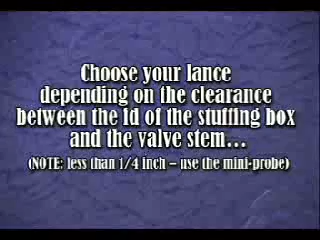 Choose your lance
depending on the clearance
between the id of the stuffing box
and the valve stem...
(NOTE: less than 1/4 inch – use the mini-probe)